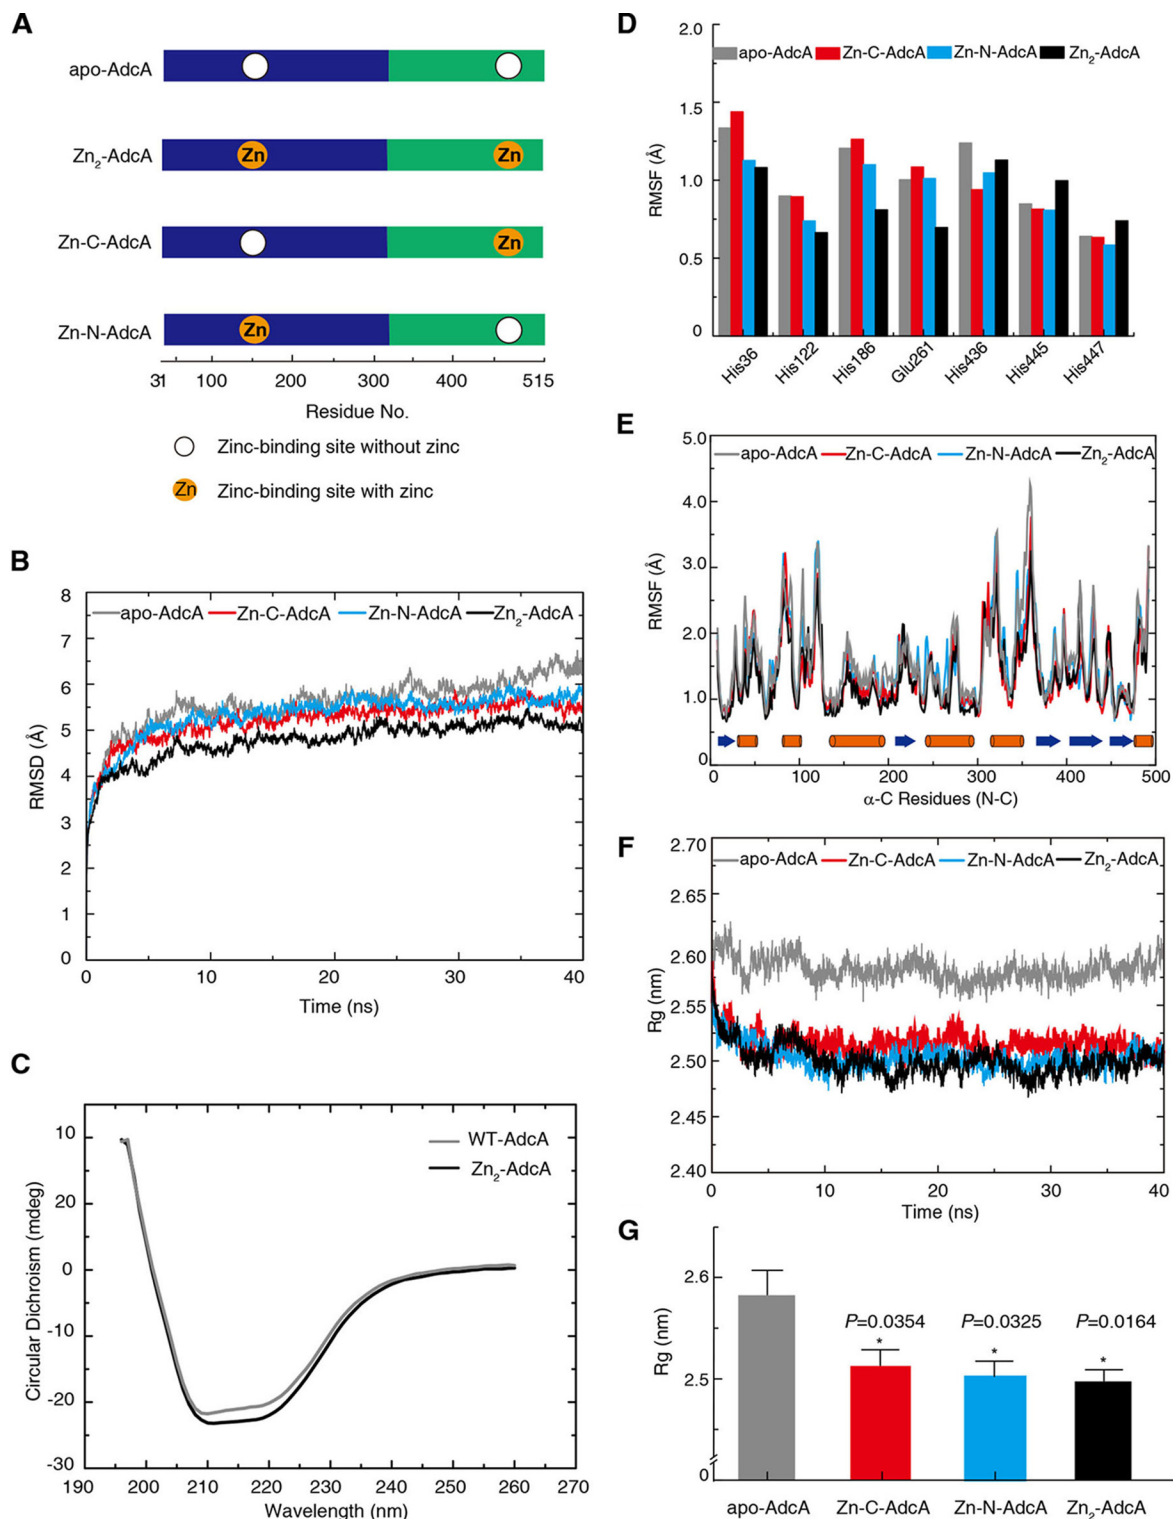 A
apo-AdcA
Zn₂-AdcA
Zn Zn
Zn-C-AdcA
Zn
Zn-N-AdcA
Zn
31 100 200 300 400 515
Residue No.
Zinc-binding site without zinc
Zn Zinc-binding site with zinc
B
8
7
6
5
4
3
2
1
0
RMSD (Å)
apo-AdcA Zn-C-AdcA Zn-N-AdcA Zn₂-AdcA
0 10 20 30 40
Time (ns)
C
10
20
0
-10
-20
-30
Circular Dichroism (mdeg)
WT-AdcA
Zn₂-AdcA
190 200 210 220 230 240 250 260 270
Wavelength (nm)
D
2.0
1.5
1.0
0.5
0
RMSF (Å)
apo-AdcA Zn-C-AdcA Zn-N-AdcA Zn₂-AdcA
His36 His122 His186 Glu261 His436 His445 His447
E
5.0
4.0
3.0
2.0
1.0
0
RMSF (Å)
apo-AdcA Zn-C-AdcA Zn-N-AdcA Zn₂-AdcA
0 100 200 300 400 500
α-C Residues (N-C)
F
2.70
2.65
2.60
2.55
2.50
2.45
2.40
Rg (nm)
apo-AdcA Zn-C-AdcA Zn-N-AdcA Zn₂-AdcA
0 10 20 30 40
Time (ns)
G
2.6
2.5
0
Rg (nm)
P=0.0354 P=0.0325 P=0.0164
* * *
apo-AdcA Zn-C-AdcA Zn-N-AdcA Zn₂-AdcA